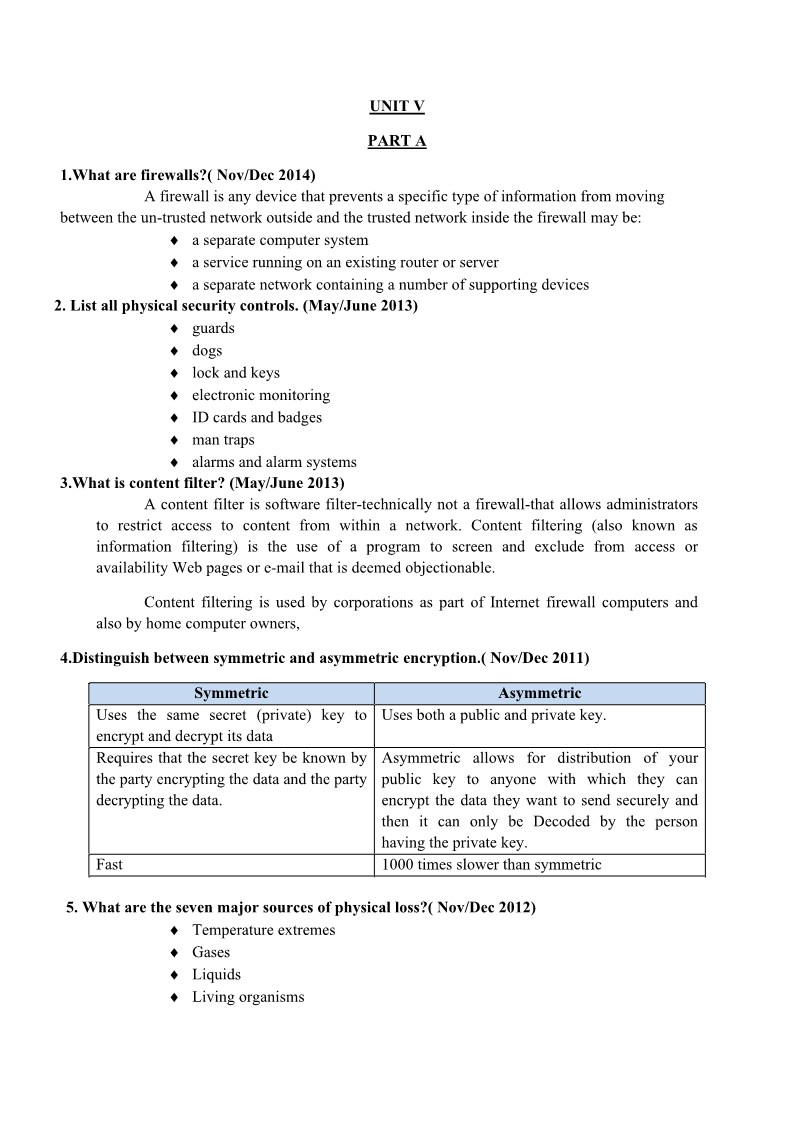 UNIT V
PART A
1.What are firewalls?( Nov/Dec 2014)
A firewall is any device that prevents a specific type of information from moving
between the un-trusted network outside and the trusted network inside the firewall may be:
♦ a separate computer system
♦ a service running on an existing router or server
♦ a separate network containing a number of supporting devices
2. List all physical security controls. (May/June 2013)
♦ guards
♦ dogs
♦ lock and keys
♦ electronic monitoring
♦ ID cards and badges
♦ man traps
♦ alarms and alarm systems
3.What is content filter? (May/June 2013)
A content filter is software filter-technically not a firewall-that allows administrators
to restrict access to content from within a network. Content filtering (also known as
information filtering) is the use of a program to screen and exclude from access or
availability Web pages or e-mail that is deemed objectionable.
Content filtering is used by corporations as part of Internet firewall computers and
also by home computer owners,
4.Distinguish between symmetric and asymmetric encryption.( Nov/Dec 2011)
Symmetric
Asymmetric
Uses the same secret (private) key to
encrypt and decrypt its data
Uses both a public and private key.
Requires that the secret key be known by
the party encrypting the data and the party
decrypting the data.
Asymmetric allows for distribution of your
public key to anyone with which they can
encrypt the data they want to send securely and
then it can only be Decoded by the person
having the private key.
Fast
1000 times slower than symmetric
5. What are the seven major sources of physical loss?( Nov/Dec 2012)
♦ Temperature extremes
♦ Gases
♦ Liquids
♦ Living organisms